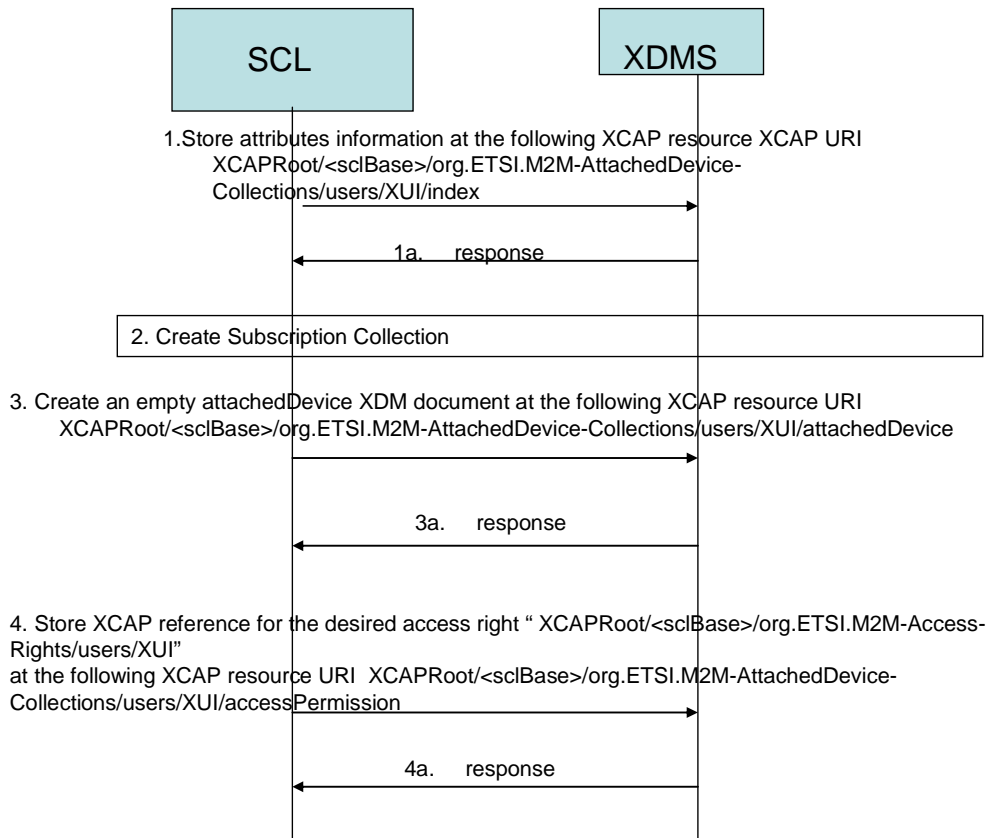 SCL
XDMS
1.Store attributes information at the following XCAP resource XCAP URI
XCAPRoot/<sclBase>/org.ETSI.M2M-AttachedDevice-
Collections/users/XUI/index
1a. response
2. Create Subscription Collection
3. Create an empty attachedDevice XDM document at the following XCAP resource URI
XCAPRoot/<sclBase>/org.ETSI.M2M-AttachedDevice-Collections/users/XUI/attachedDevice
3a. response
4. Store XCAP reference for the desired access right “ XCAPRoot/<sclBase>/org.ETSI.M2M-Access-
Rights/users/XUI”
at the following XCAP resource URI XCAPRoot/<sclBase>/org.ETSI.M2M-AttachedDevice-
Collections/users/XUI/accessPermission
4a. response